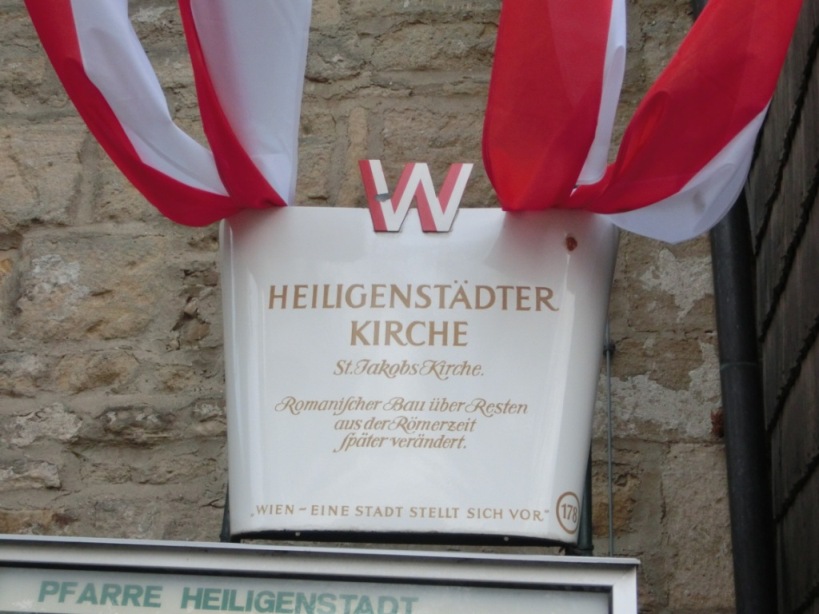 W
HEILIGENSTÄDTER
KIRCHE
St. Jakobs Kirche.
Romaniſcher Bau über Resten
aus der Römerzeit
ſpäter verändert.
„WIEN – EINE STADT STELLT SICH VOR“
178
PFARRE HEILIGENSTADT